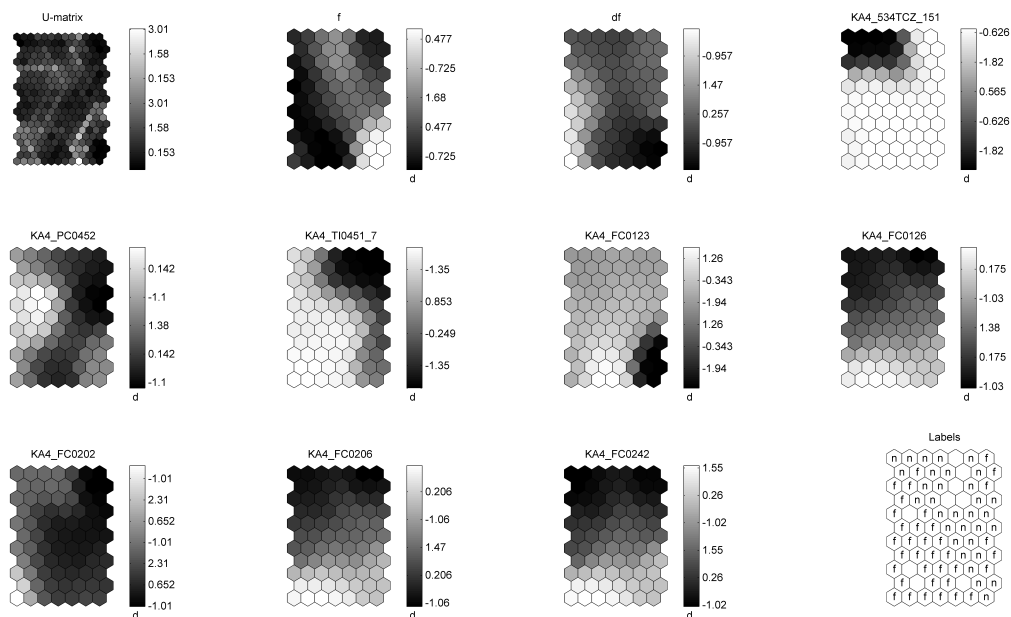 U-matrix
3.01
1.58
0.153
3.01
1.58
0.153
f
0.477
-0.725
1.68
0.477
-0.725
d
df
-0.957
1.47
0.257
-0.957
d
KA4_534TCZ_151
-0.626
-1.82
0.565
-0.626
-1.82
d
KA4_PC0452
0.142
-1.1
1.38
0.142
-1.1
d
KA4_TI0451_7
-1.35
0.853
-0.249
-1.35
d
KA4_FC0123
1.26
-0.343
-1.94
1.26
-0.343
-1.94
d
KA4_FC0126
0.175
-1.03
1.38
0.175
-1.03
d
KA4_FC0202
-1.01
2.31
0.652
-1.01
2.31
0.652
-1.01
d
KA4_FC0206
0.206
-1.06
1.47
0.206
-1.06
d
KA4_FC0242
1.55
0.26
-1.02
1.55
0.26
-1.02
d
Labels
n n n n n f
n f n n n
f f n n n f
f n n n
f f n n n n
f f f f n n n
f f f n n n n
f f f f f n n
f f f n n
f f f f f f n